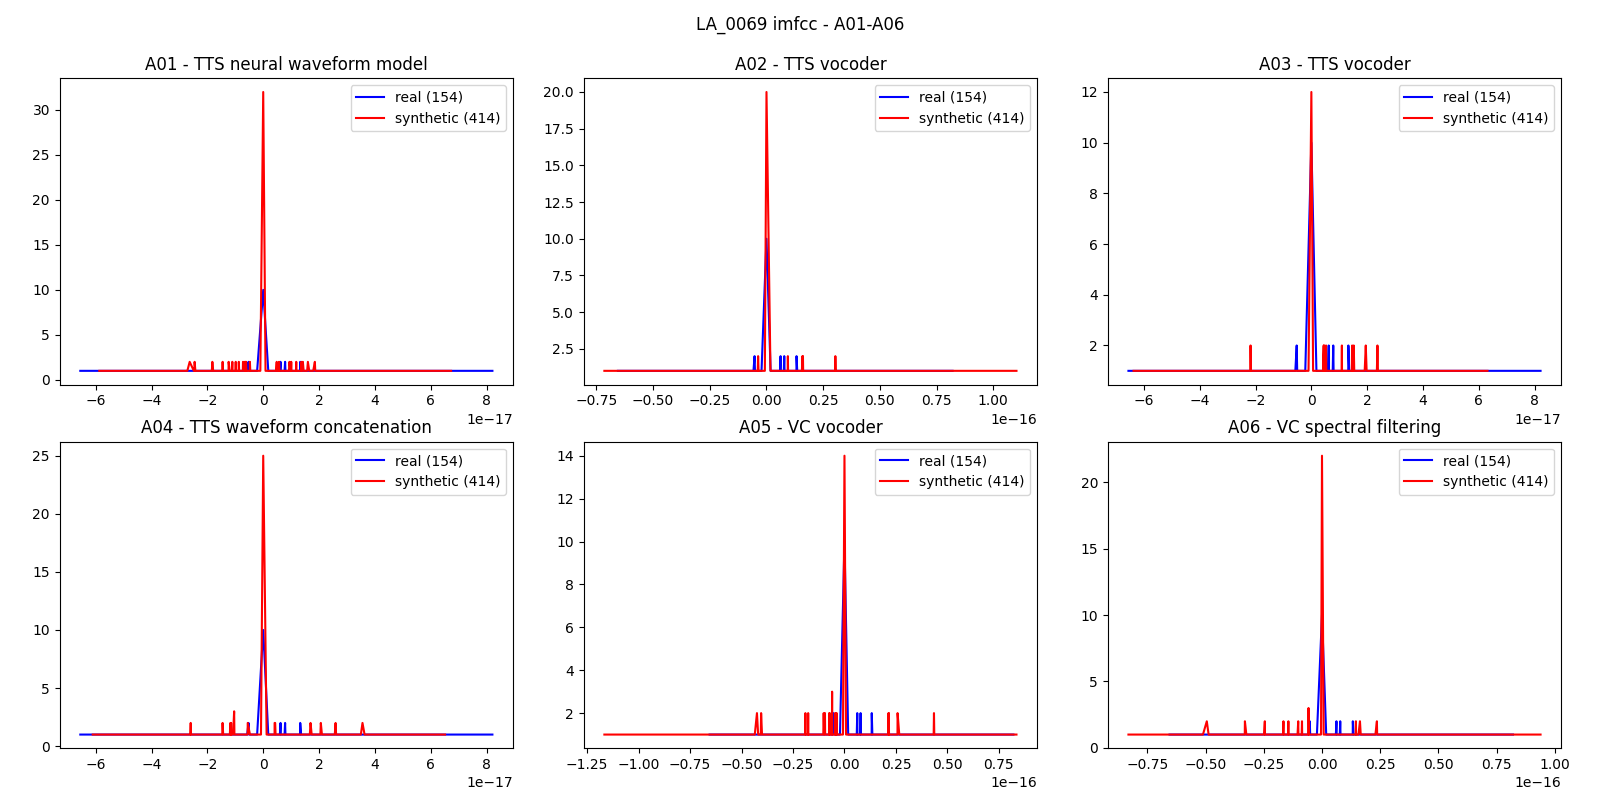 LA_0069 imfcc - A01-A06
A01 - TTS neural waveform model
A02 - TTS vocoder
A03 - TTS vocoder
real (154)
synthetic (414)
real (154)
synthetic (414)
real (154)
synthetic (414)
30
25
20
15
10
5
0
20.0
17.5
15.0
12.5
10.0
7.5
5.0
2.5
12
10
8
6
4
2
−6 −4 −2 0 2 4 6 8
1e−17
−0.75 −0.50 −0.25 0.00 0.25 0.50 0.75 1.00
1e−16
−6 −4 −2 0 2 4 6 8
1e−17
A04 - TTS waveform concatenation
A05 - VC vocoder
A06 - VC spectral filtering
real (154)
synthetic (414)
real (154)
synthetic (414)
real (154)
synthetic (414)
25
20
15
10
5
0
14
12
10
8
6
4
2
20
15
10
5
0
−6 −4 −2 0 2 4 6 8
1e−17
−1.25 −1.00 −0.75 −0.50 −0.25 0.00 0.25 0.50 0.75
1e−16
−0.75 −0.50 −0.25 0.00 0.25 0.50 0.75 1.00
1e−16